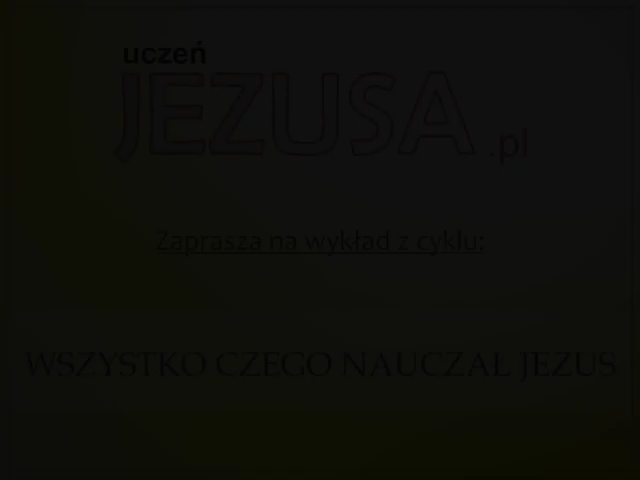 uczeń
JEZUSA.pl
Zaprasza na wykład z cyklu:
WSZYSTKO CZEGO NAUCZAŁ JEZUS